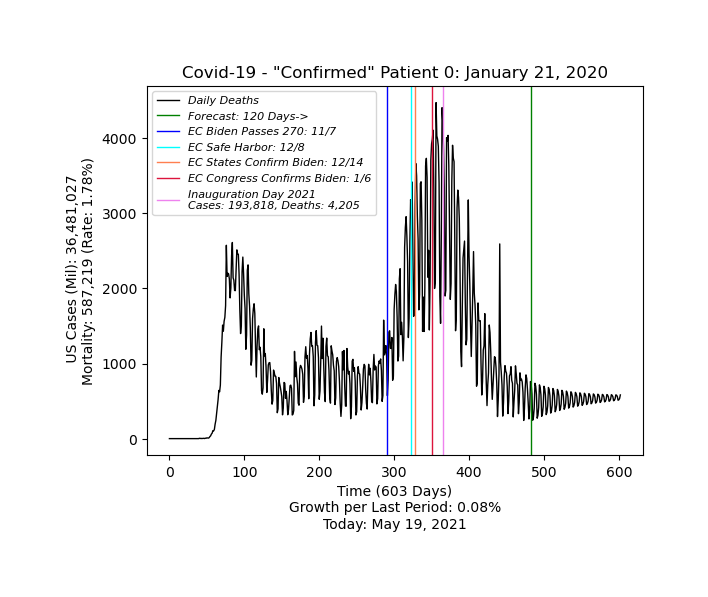 Covid-19 - "Confirmed" Patient 0: January 21, 2020
Daily Deaths
Forecast: 120 Days->
EC Biden Passes 270: 11/7
EC Safe Harbor: 12/8
EC States Confirm Biden: 12/14
EC Congress Confirms Biden: 1/6
Inauguration Day 2021
Cases: 193,818, Deaths: 4,205
US Cases (Mil): 36,481,027
Mortality: 587,219 (Rate: 1.78%)
4000
3000
2000
1000
0
0 100 200 300 400 500 600
Time (603 Days)
Growth per Last Period: 0.08%
Today: May 19, 2021